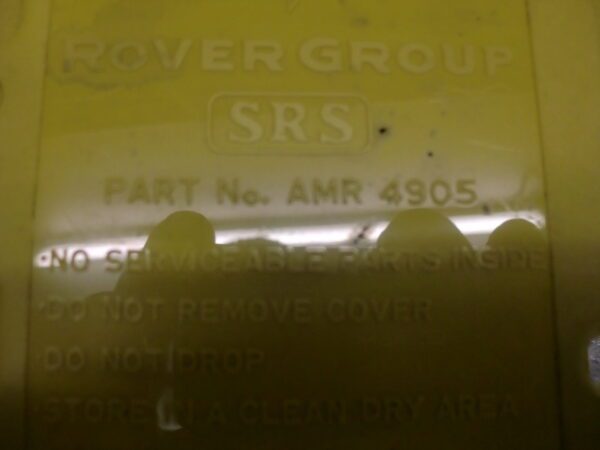 ROVER GROUP
SRS
PART No. AMR 4905
·NO SERVICEABLE PARTS INSIDE
·DO NOT REMOVE COVER
·DO NOT DROP
·STORE IN A CLEAN DRY AREA